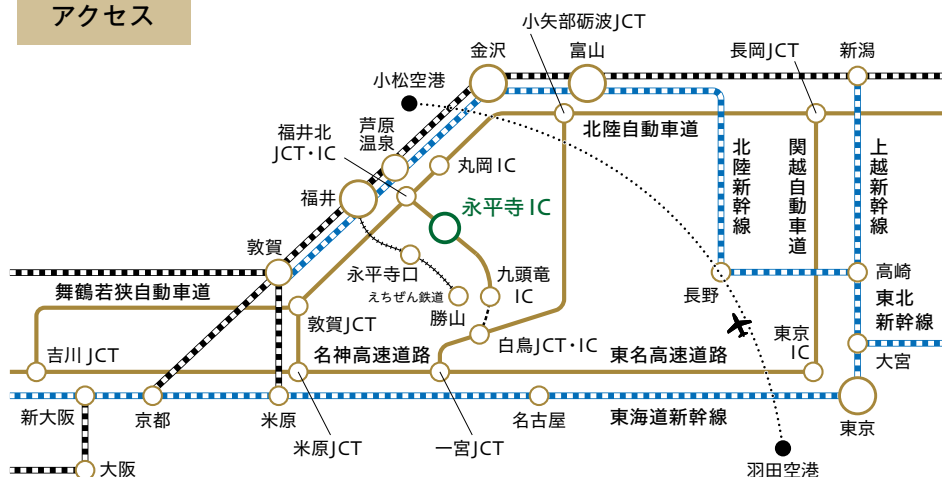 アクセス
小矢部砺波JCT
金沢
富山
長岡JCT
新潟
小松空港
福井北
JCT・IC
芦原
温泉
丸岡IC
北陸自動車道
北陸新幹線
関越自動車道
上越新幹線
福井
永平寺IC
敦賀
永平寺口
えちぜん鉄道
勝山
九頭竜
IC
長野
高崎
舞鶴若狭自動車道
敦賀JCT
白鳥JCT・IC
東北
新幹線
吉川JCT
名神高速道路
東名高速道路
東京
IC
大宮
新大阪
京都
米原
名古屋
東海道新幹線
東京
米原JCT
一宮JCT
羽田空港
大阪